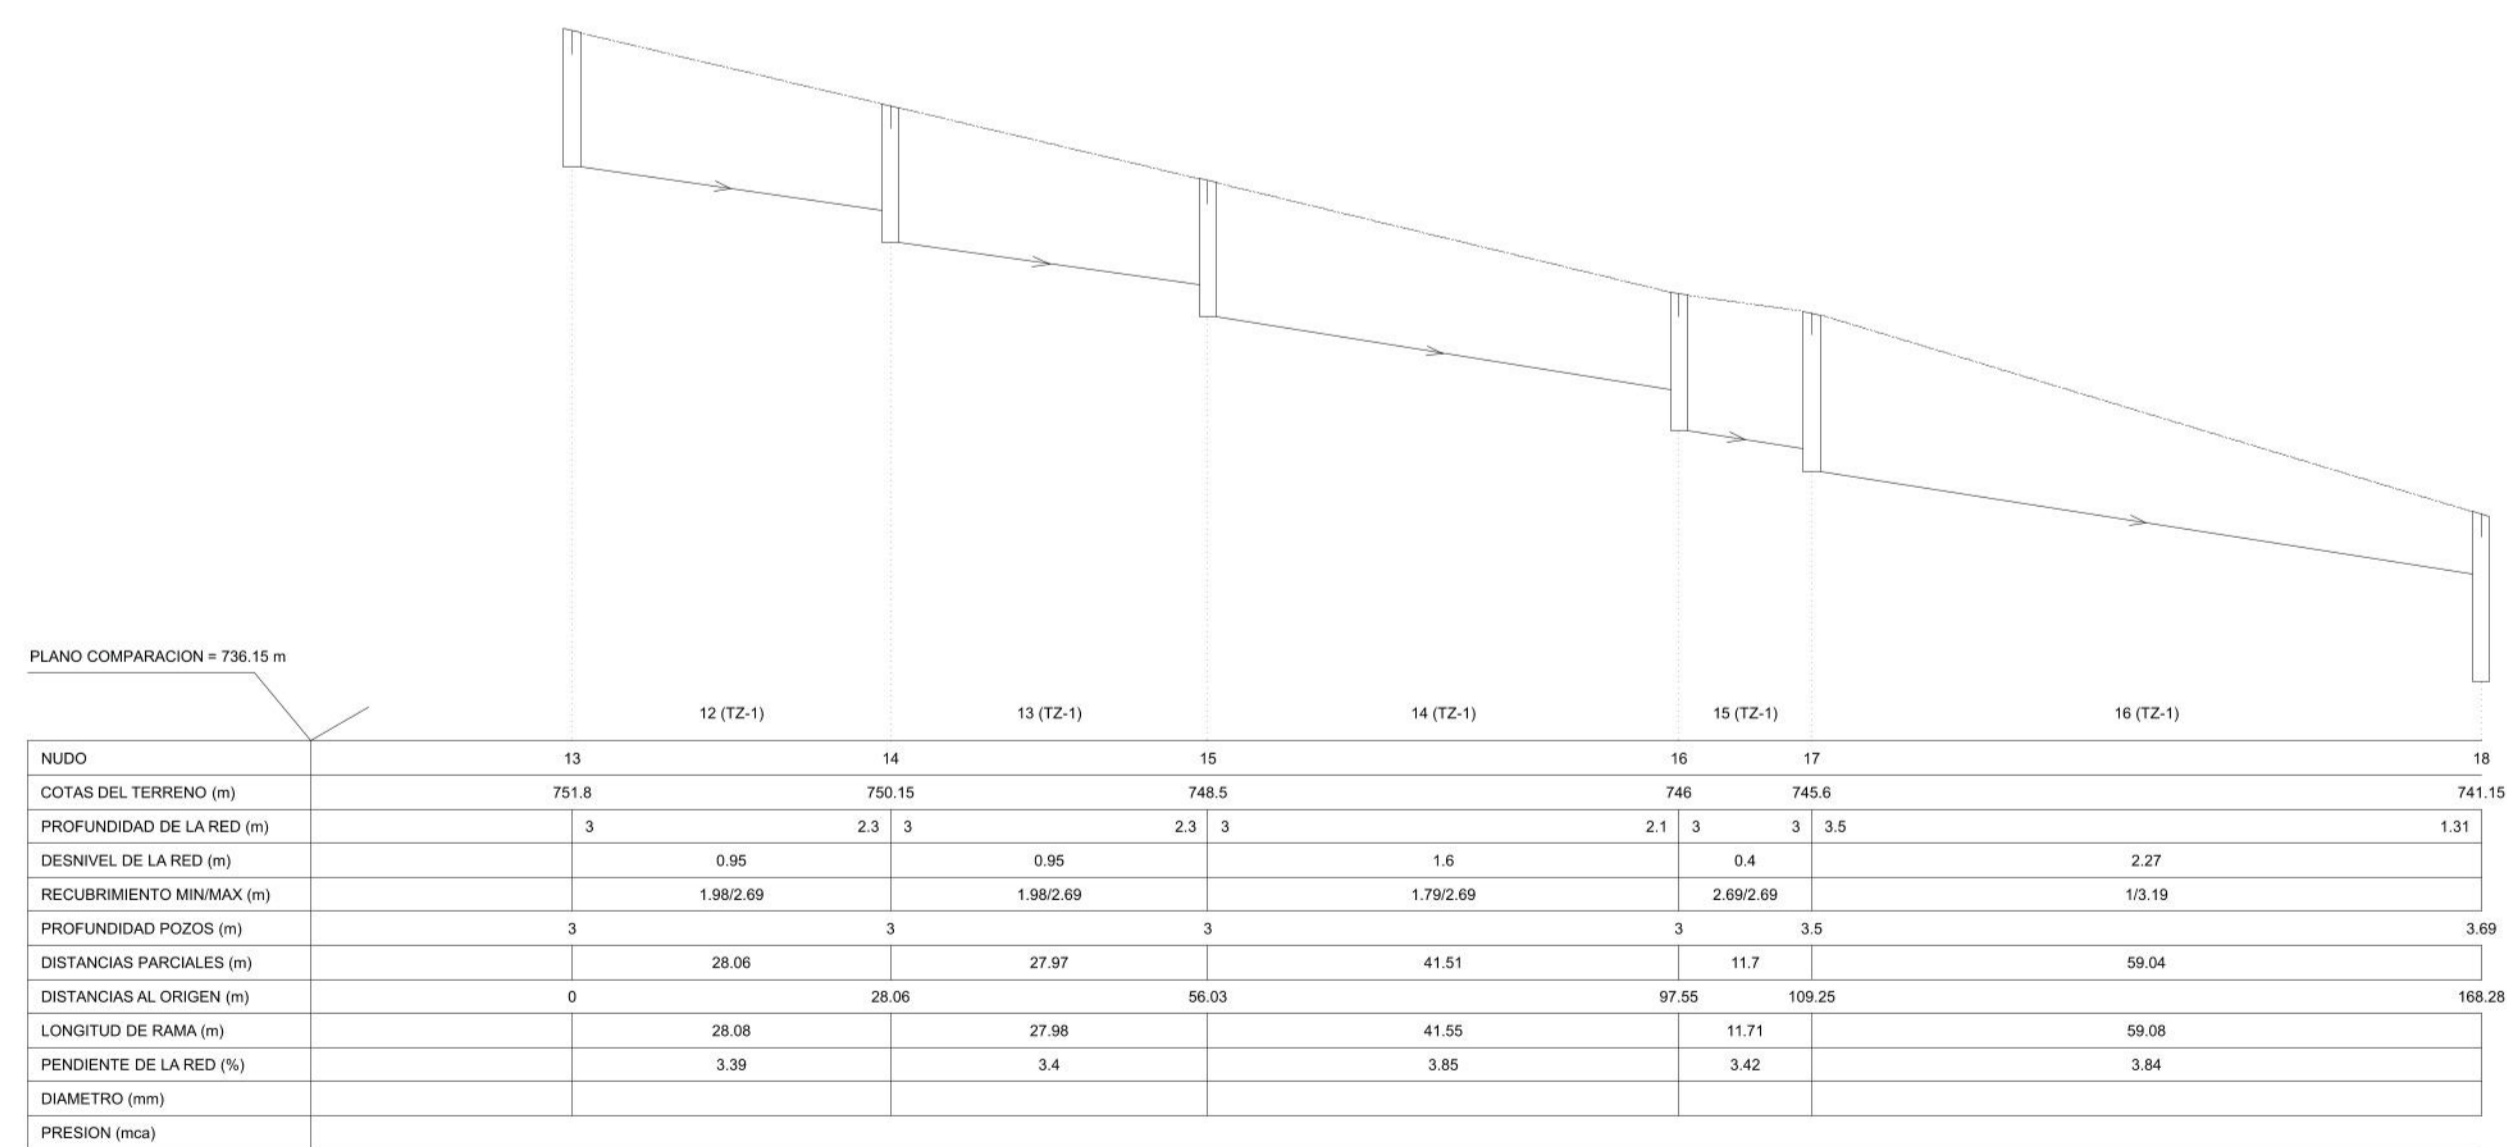 PLANO COMPARACION = 736.15 m
12 (TZ-1) 13 (TZ-1) 14 (TZ-1) 15 (TZ-1) 16 (TZ-1)
NUDO 13 14 15 16 17 18
COTAS DEL TERRENO (m) 751.8 750.15 748.5 746 745.6 741.15
PROFUNDIDAD DE LA RED (m) 3 2.3 3 2.3 3 2.1 3 3 3.5 1.31
DESNIVEL DE LA RED (m) 0.95 0.95 1.6 0.4 2.27
RECUBRIMIENTO MIN/MAX (m) 1.98/2.69 1.98/2.69 1.79/2.69 2.69/2.69 1/3.19
PROFUNDIDAD POZOS (m) 3 3 3 3 3.5 3.69
DISTANCIAS PARCIALES (m) 28.06 27.97 41.51 11.7 59.04
DISTANCIAS AL ORIGEN (m) 0 28.06 56.03 97.55 109.25 168.28
LONGITUD DE RAMA (m) 28.08 27.98 41.55 11.71 59.08
PENDIENTE DE LA RED (%) 3.39 3.4 3.85 3.42 3.84
DIAMETRO (mm)
PRESION (mca)